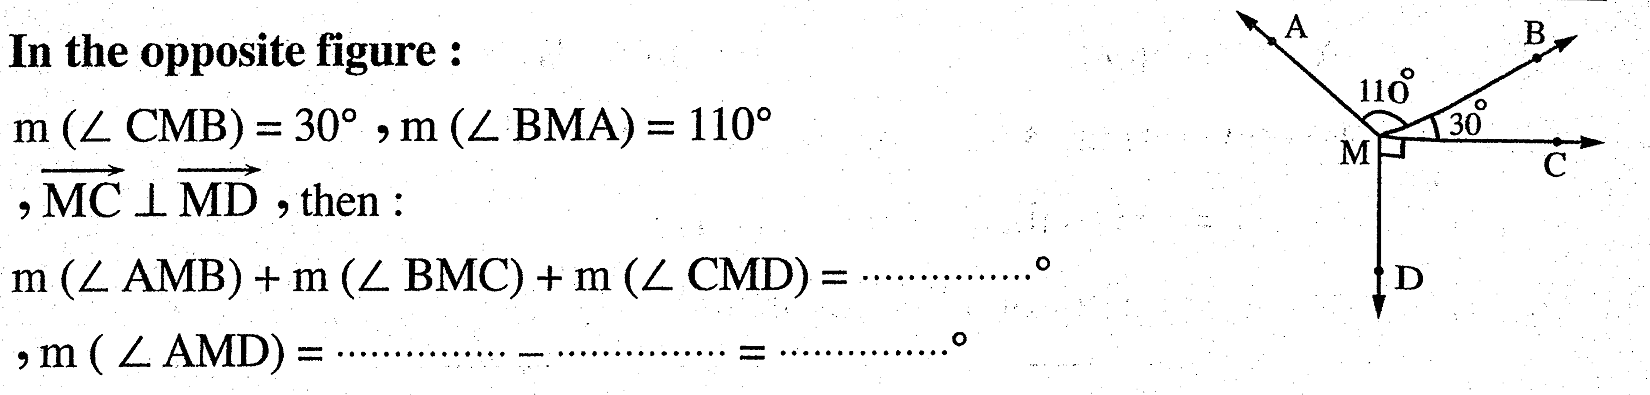 In the opposite figure :
m (∠ CMB) = 30° , m (∠ BMA) = 110°
, MC ⊥ MD , then :
m (∠ AMB) + m (∠ BMC) + m (∠ CMD) = ...............°
, m ( ∠ AMD) = ............... – ............... = ...............°
A
B
110°
30°
M
C
D